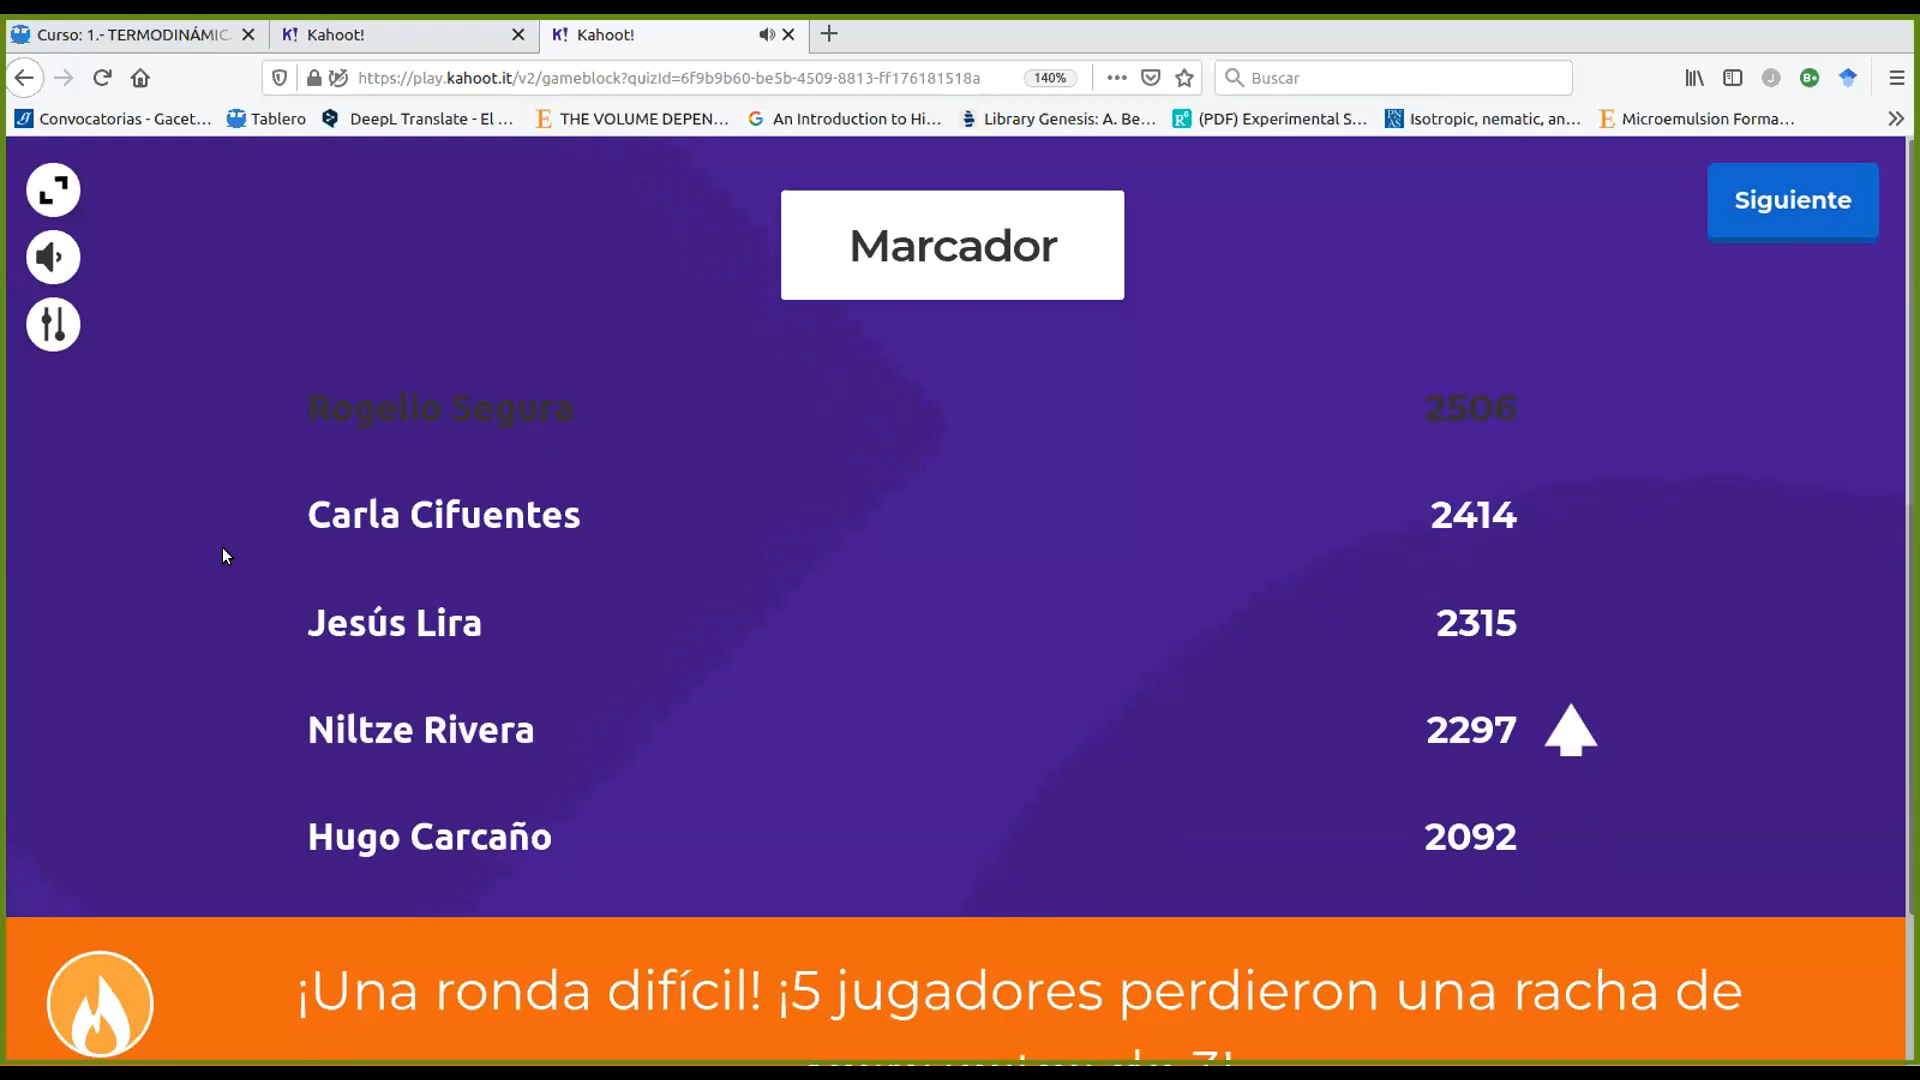 Curso: 1.- TERMODINÁMIC
K! Kahoot!
K! Kahoot!
https://play.kahoot.it/v2/gameblock?quizId=6f9b9b60-be5b-4509-8813-ff176181518a
140%
Buscar
Convocatorias - Gacet...
Tablero
DeepL Translate - El ...
THE VOLUME DEPEN...
An Introduction to Hi...
Library Genesis: A. Be...
(PDF) Experimental S...
Isotropic, nematic, an...
Microemulsion Forma...
Siguiente
Marcador
Rogelio Segura 2506
Carla Cifuentes 2414
Jesús Lira 2315
Niltze Rivera 2297
Hugo Carcaño 2092
¡Una ronda difícil! ¡5 jugadores perdieron una racha de